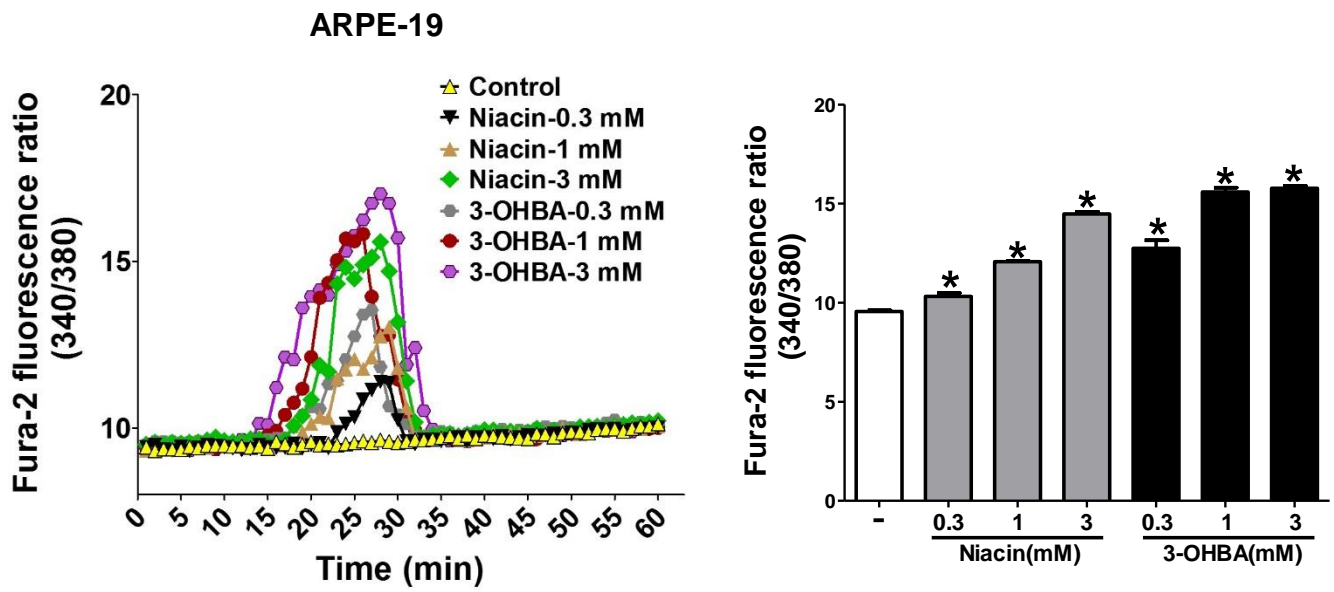 ARPE-19
Fura-2 fluorescence ratio
(340/380)
20
15
10
0 5 10 15 20 25 30 35 40 45 50 55 60
Time (min)
Control
Niacin-0.3 mM
Niacin-1 mM
Niacin-3 mM
3-OHBA-0.3 mM
3-OHBA-1 mM
3-OHBA-3 mM
Fura-2 fluorescence ratio
(340/380)
20
15
10
5
0
* * * * * *
- 0.3 1 3 0.3 1 3
Niacin(mM) 3-OHBA(mM)